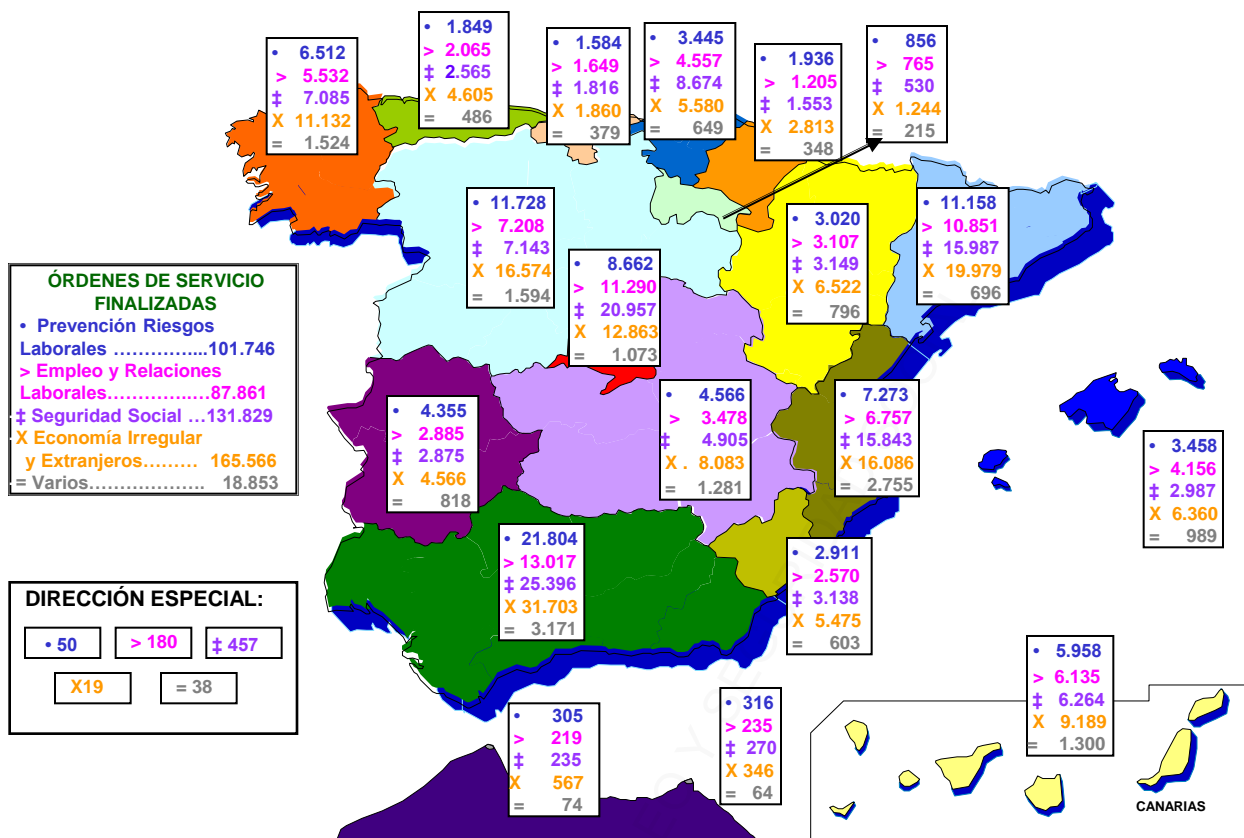 • 6.512
> 5.532
‡ 7.085
X 11.132
= 1.524
• 1.849
> 2.065
‡ 2.565
X 4.605
= 486
• 1.584
> 1.649
‡ 1.816
X 1.860
= 379
• 3.445
> 4.557
‡ 8.674
X 5.580
= 649
• 1.936
> 1.205
‡ 1.553
X 2.813
= 348
• 856
> 765
‡ 530
X 1.244
= 215
• 11.728
> 7.208
‡ 7.143
X 16.574
= 1.594
• 8.662
> 11.290
‡ 20.957
X 12.863
= 1.073
• 3.020
> 3.107
‡ 3.149
X 6.522
= 796
• 11.158
> 10.851
‡ 15.987
X 19.979
= 696
ÓRDENES DE SERVICIO
FINALIZADAS
• Prevención Riesgos
Laborales …………....101.746
> Empleo y Relaciones
Laborales……………..…87.861
‡ Seguridad Social …131.829
X Economía Irregular
y Extranjeros……… 165.566
= Varios……………….. 18.853
• 4.355
> 2.885
‡ 2.875
X 4.566
= 818
• 4.566
> 3.478
‡ 4.905
X . 8.083
= 1.281
• 7.273
> 6.757
‡ 15.843
X 16.086
= 2.755
• 3.458
> 4.156
‡ 2.987
X 6.360
= 989
• 21.804
> 13.017
‡ 25.396
X 31.703
= 3.171
• 2.911
> 2.570
‡ 3.138
X 5.475
= 603
DIRECCIÓN ESPECIAL:
• 50
> 180
‡ 457
X19
= 38
• 305
> 219
‡ 235
X 567
= 74
• 316
> 235
‡ 270
X 346
= 64
• 5.958
> 6.135
‡ 6.264
X 9.189
= 1.300
CANARIAS